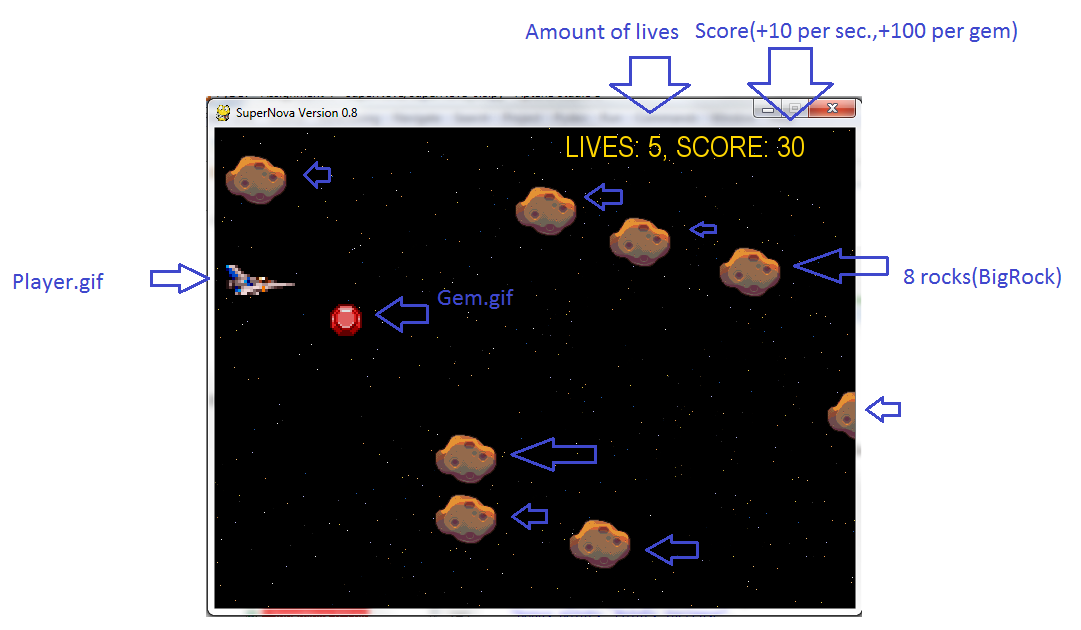 Amount of lives
Score(+10 per sec.,+100 per gem)
SuperNova Version 0.8
LIVES: 5, SCORE: 30
Player.gif
8 rocks(BigRock)
Gem.gif